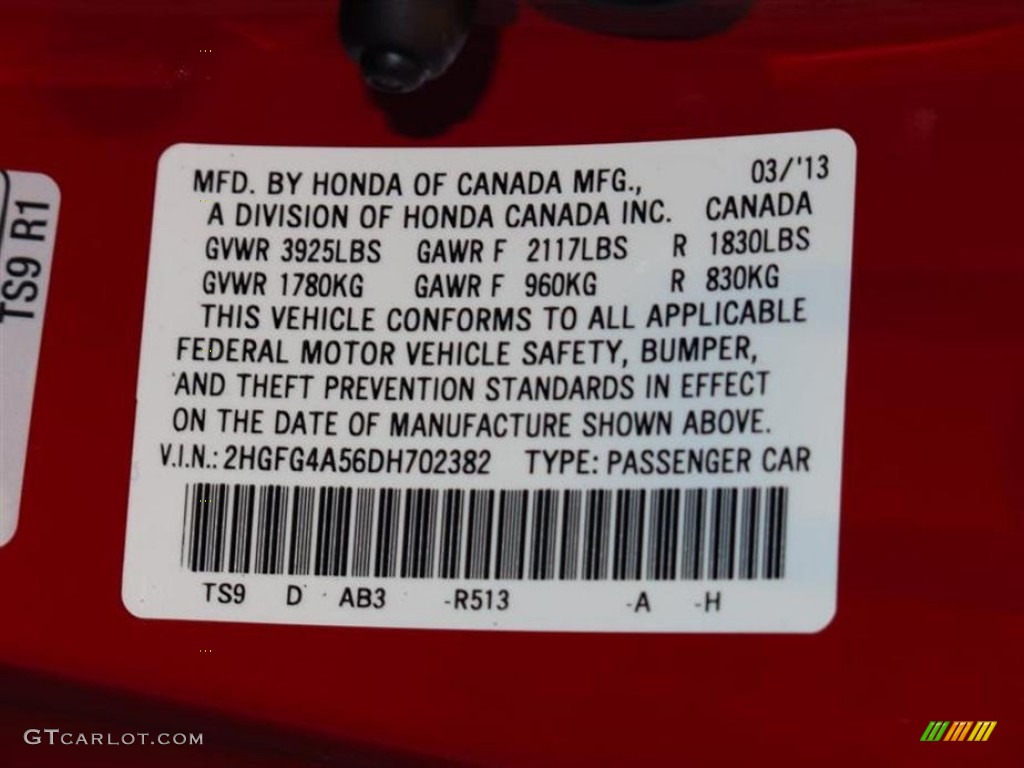 MFD. BY HONDA OF CANADA MFG., 03/'13
A DIVISION OF HONDA CANADA INC. CANADA
GVWR 3925LBS GAWR F 2117LBS R 1830LBS
GVWR 1780KG GAWR F 960KG R 830KG
THIS VEHICLE CONFORMS TO ALL APPLICABLE
FEDERAL MOTOR VEHICLE SAFETY, BUMPER,
AND THEFT PREVENTION STANDARDS IN EFFECT
ON THE DATE OF MANUFACTURE SHOWN ABOVE.
V.I.N.: 2HGFG4A56DH702382 TYPE: PASSENGER CAR
TS9 D AB3 -R513 -A -H
TS9 R1
GTCARLOT.COM